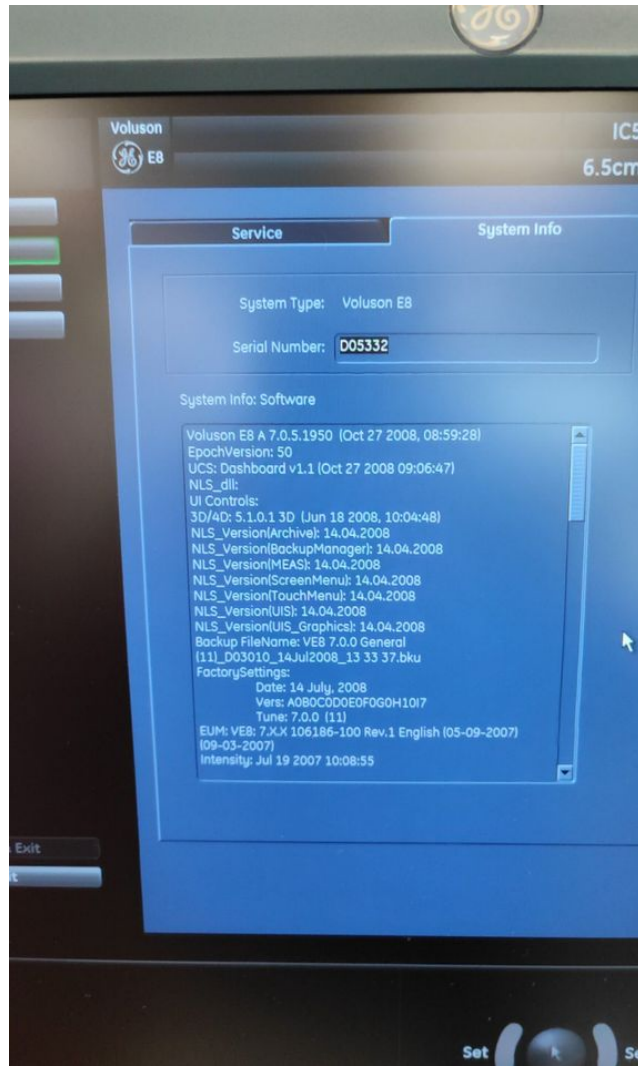 Voluson
E8
IC5
6.5cm
Service
System Info
System Type: Voluson E8
Serial Number: D05332
System Info: Software
Voluson E8 A 7.0.5.1950 (Oct 27 2008, 08:59:28)
EpochVersion: 50
UCS: Dashboard v1.1 (Oct 27 2008 09:06:47)
NLS_dll:
UI Controls:
3D/4D: 5.1.0.1 3D (Jun 18 2008, 10:04:48)
NLS_Version(Archive): 14.04.2008
NLS_Version(BackupManager): 14.04.2008
NLS_Version(MEAS): 14.04.2008
NLS_Version(ScreenMenu): 14.04.2008
NLS_Version(TouchMenu): 14.04.2008
NLS_Version(UIS): 14.04.2008
NLS_Version(UIS_Graphics): 14.04.2008
Backup FileName: VE8 7.0.0 General
(11)_D03010_14Jul2008_13 33 37.bku
FactorySettings:
Date: 14 July, 2008
Vers: A0B0C0D0E0F0G0H10I7
Tune: 7.0.0 (11)
EUM: VE8: 7.X.X 106186-100 Rev.1 English (05-09-2007)
(09-03-2007)
Intensity: Jul 19 2007 10:08:55
Exit
Set